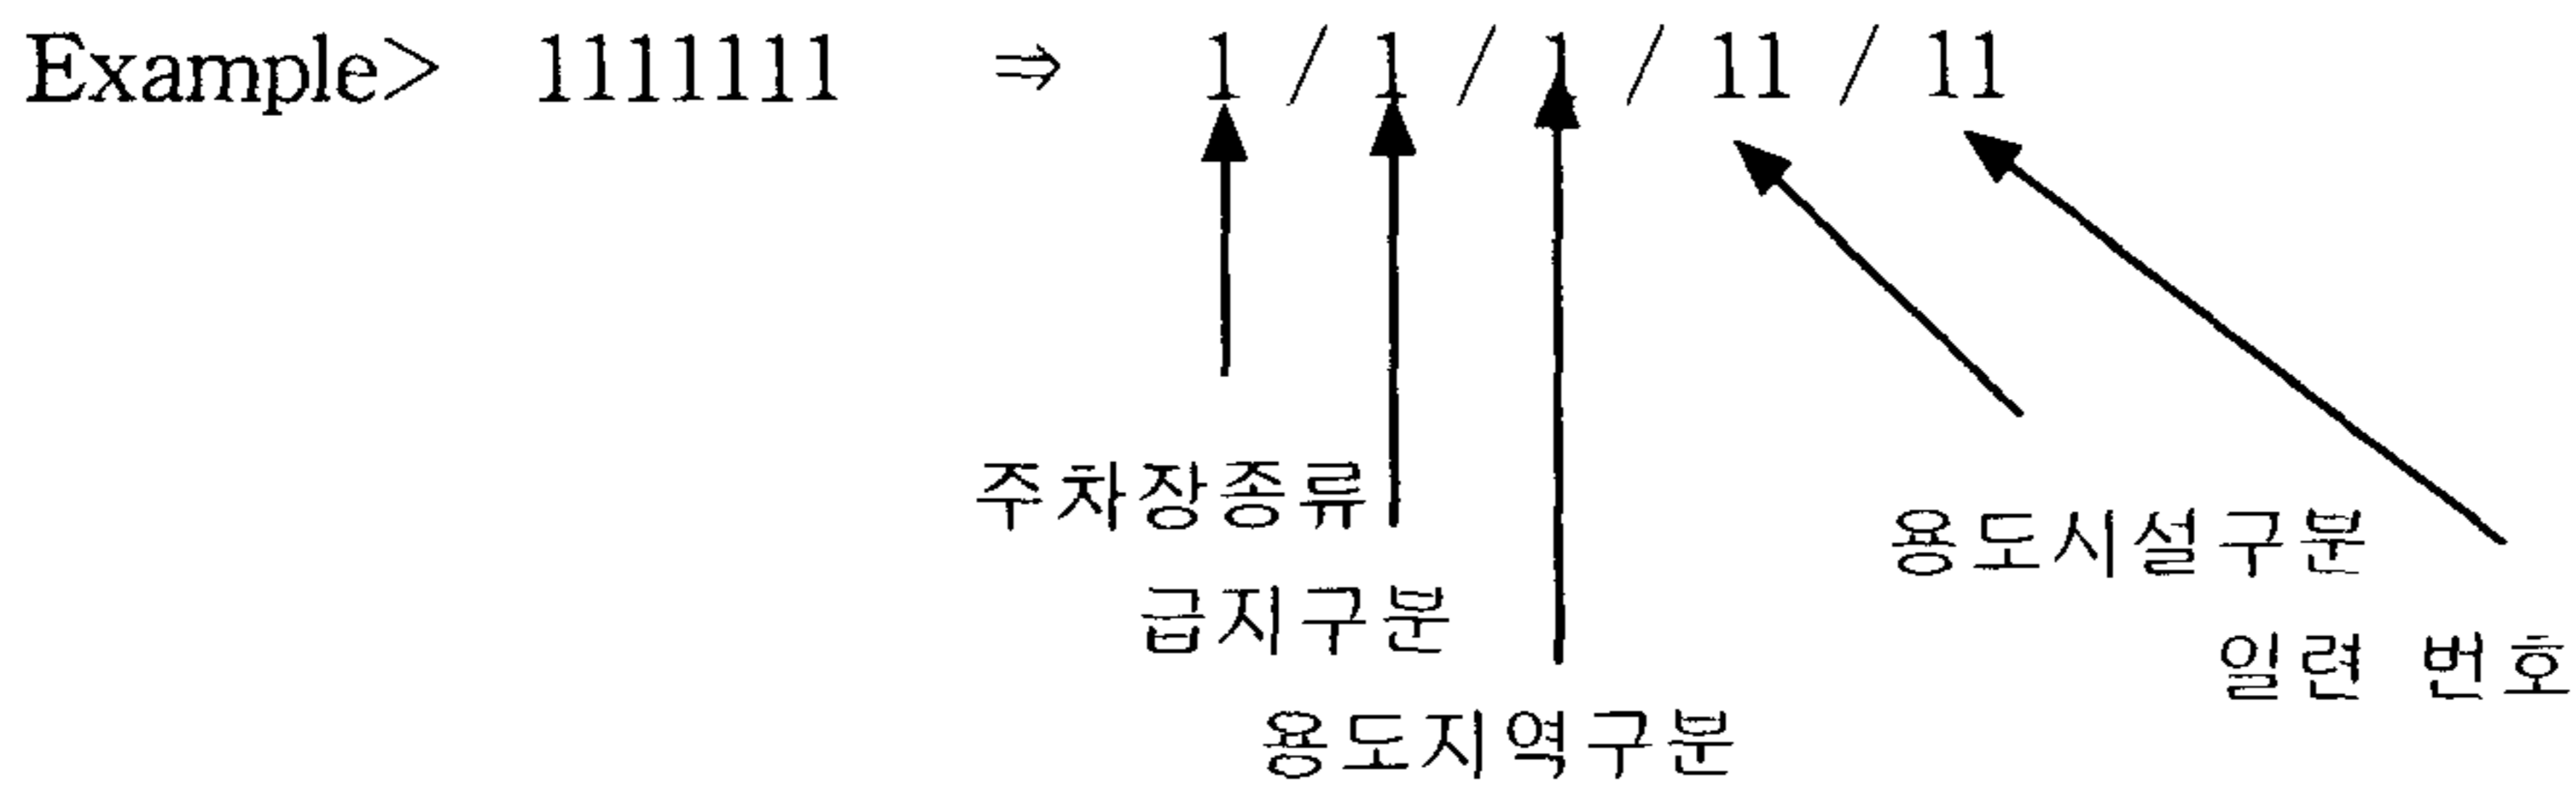 Example> 1111111 ⇒ 1 / 1 / 1 / 11 / 11
주차장종류
용도시설구분
급지구분
일련 번호
용도지역구분